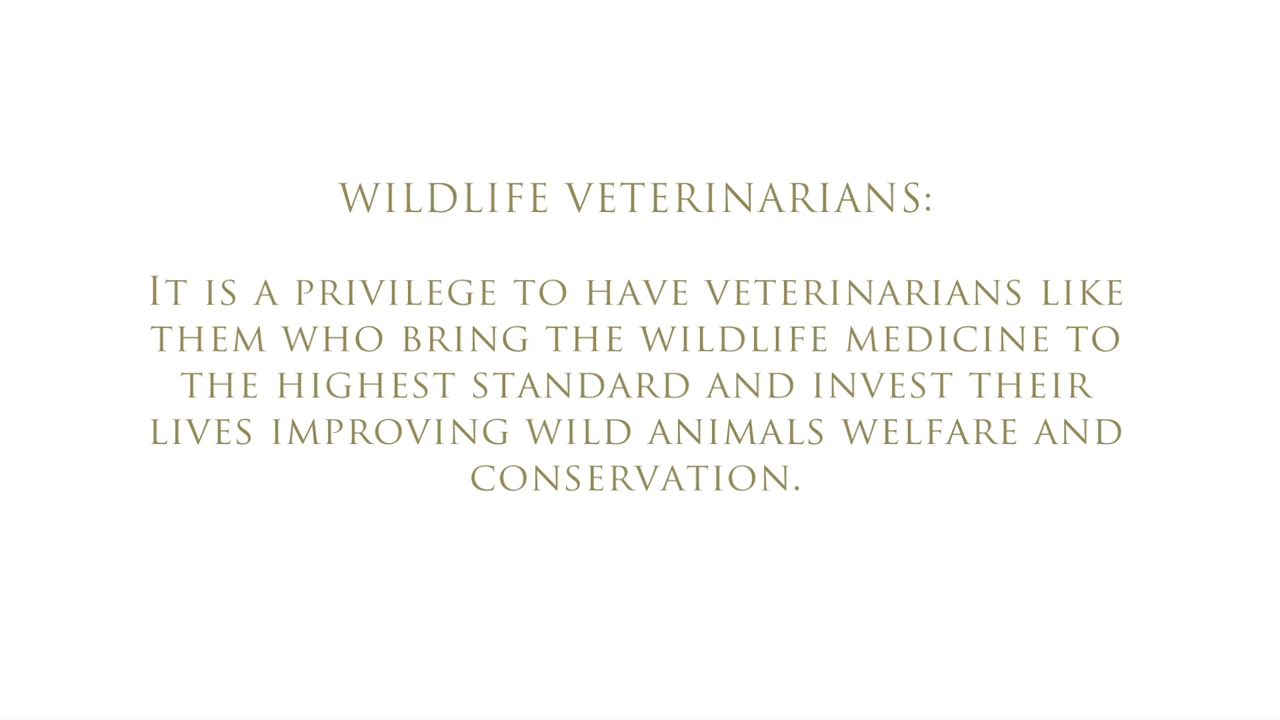 WILDLIFE VETERINARIANS:
It is a privilege to have veterinarians like
them who bring the wildlife medicine to
the highest standard and invest their
lives improving wild animals welfare and
conservation.